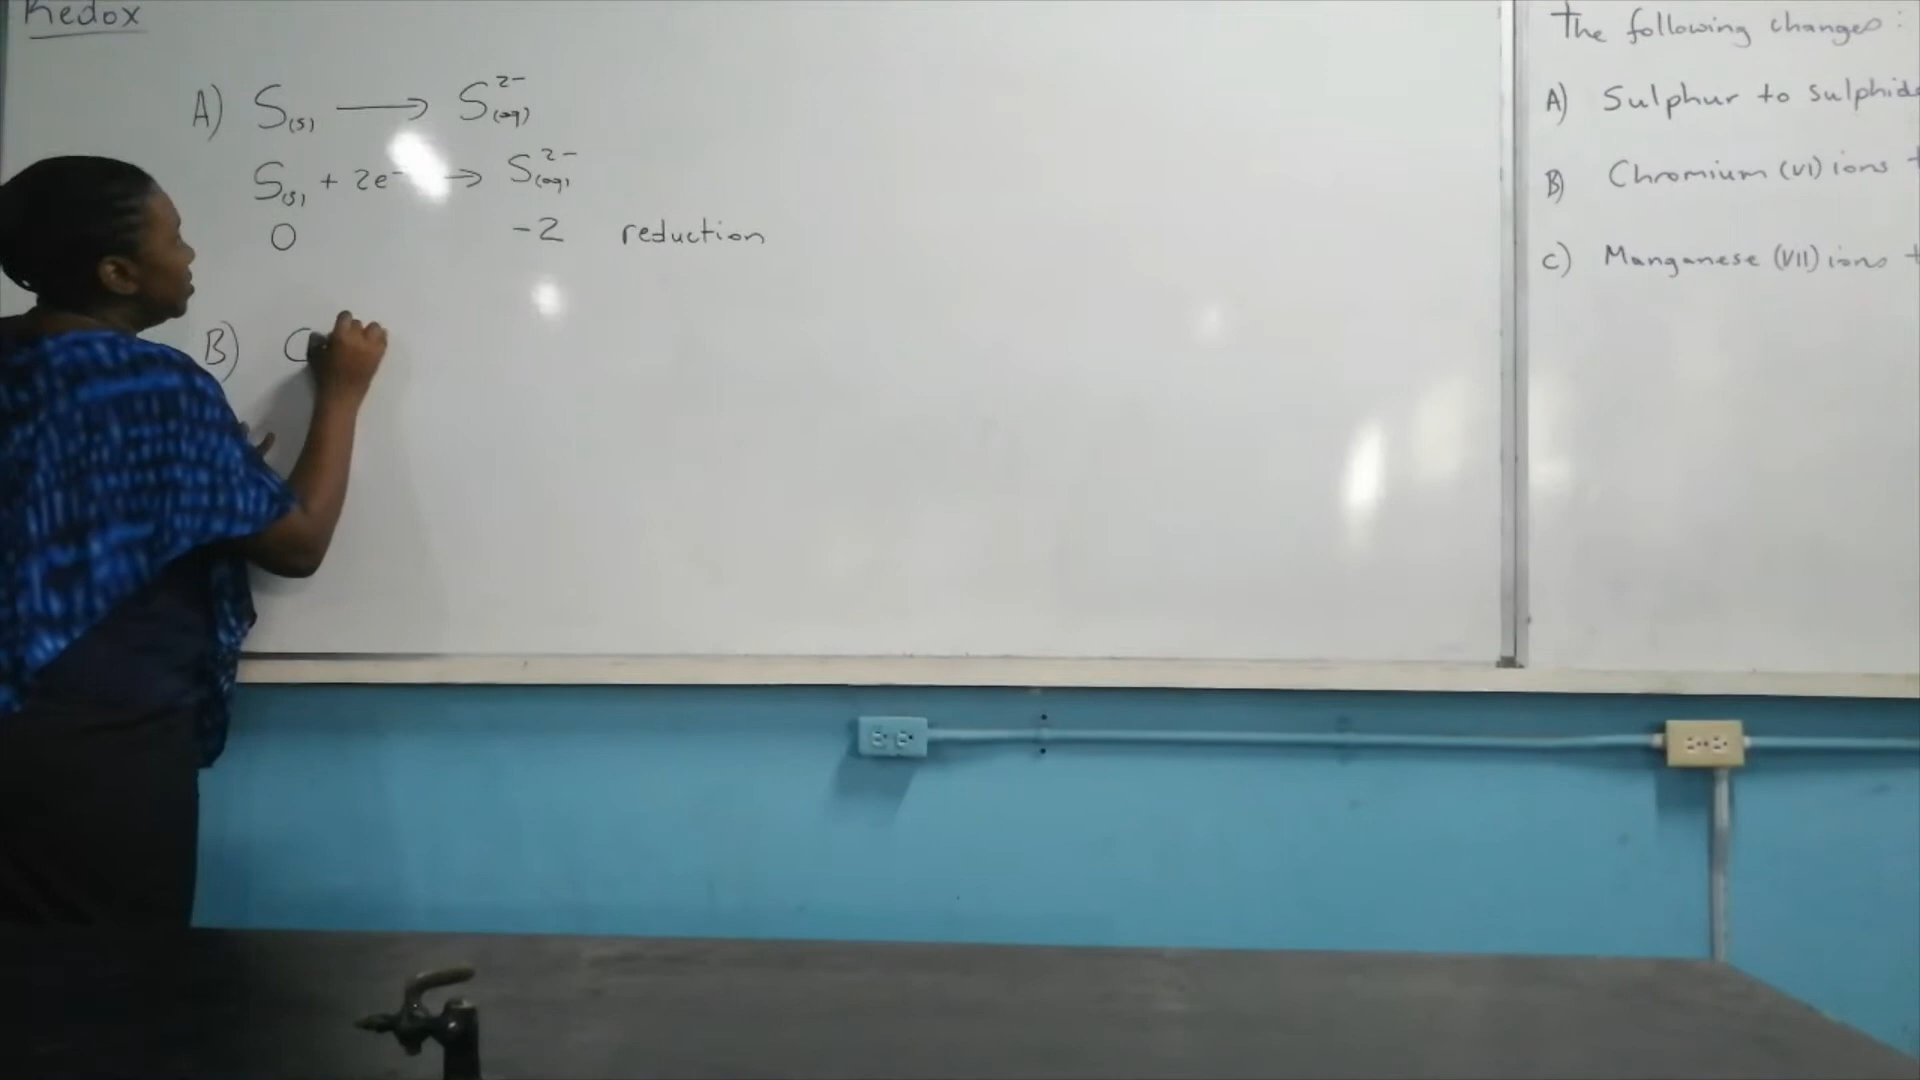 Redox
A) S(s) ⟶ S²⁻(aq)
S(s) + 2e⁻ → S²⁻(aq)
0 -2 reduction
B) C
The following changes:
A) Sulphur to sulphide
B) Chromium (VI) ions
C) Manganese (VII) ions